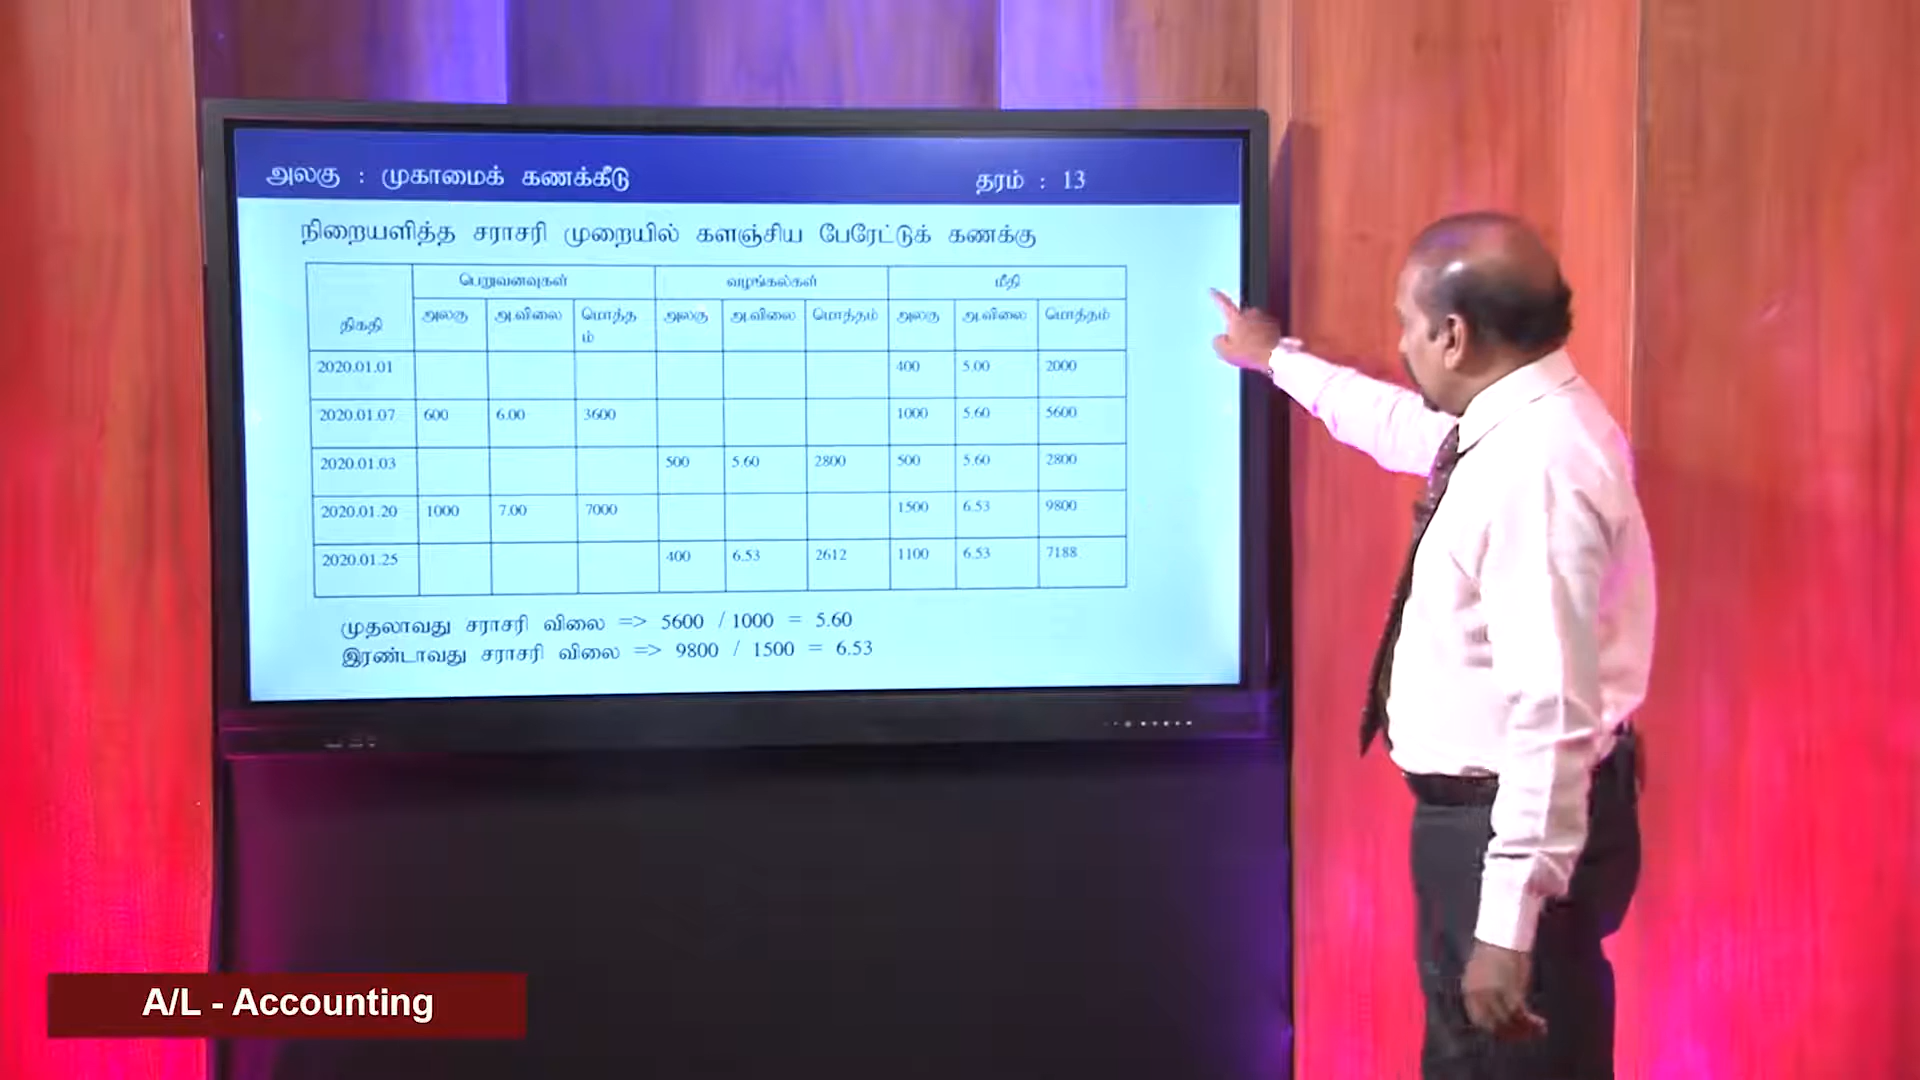 அலகு : முகாமைக் கணக்கீடு தரம் : 13
நிறையளித்த சராசரி முறையில் களஞ்சிய பேரேட்டுக் கணக்கு
திகதி பெறுவனவுகள் வழங்கல்கள் மீதி
அலகு அ.விலை மொத்த அலகு அ.விலை மொத்தம் அலகு அ.விலை மொத்தம்
ம்
2020.01.01 400 5.00 2000
2020.01.07 600 6.00 3600 1000 5.60 5600
2020.01.03 500 5.60 2800 500 5.60 2800
2020.01.20 1000 7.00 7000 1500 6.53 9800
2020.01.25 400 6.53 2612 1100 6.53 7188
முதலாவது சராசரி விலை => 5600 / 1000 = 5.60
இரண்டாவது சராசரி விலை => 9800 / 1500 = 6.53
A/L - Accounting